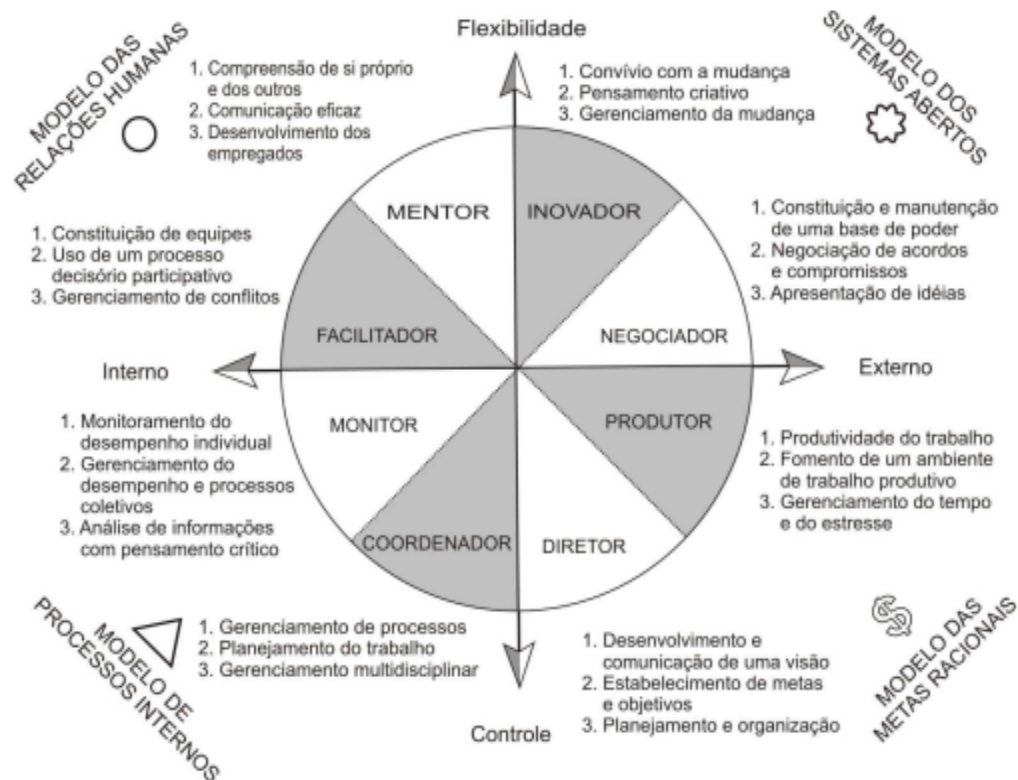 Flexibilidade
MODELO DAS
RELAÇÕES HUMANAS
1. Compreensão de si próprio
e dos outros
2. Comunicação eficaz
3. Desenvolvimento dos
empregados
1. Convívio com a mudança
2. Pensamento criativo
3. Gerenciamento da mudança
MODELO DOS
SISTEMAS ABERTOS
MENTOR
INOVADOR
1. Constituição de equipes
2. Uso de um processo
decisório participativo
3. Gerenciamento de conflitos
1. Constituição e manutenção
de uma base de poder
2. Negociação de acordos
e compromissos
3. Apresentação de idéias
FACILITADOR
NEGOCIADOR
Interno
Externo
MONITOR
PRODUTOR
1. Monitoramento do
desempenho individual
2. Gerenciamento do
desempenho e processos
coletivos
3. Análise de informações
com pensamento crítico
1. Produtividade do trabalho
2. Fomento de um ambiente
de trabalho produtivo
3. Gerenciamento do tempo
e do estresse
COORDENADOR
DIRETOR
MODELO DE
PROCESSOS INTERNOS
1. Gerenciamento de processos
2. Planejamento do trabalho
3. Gerenciamento multidisciplinar
1. Desenvolvimento e
comunicação de uma visão
2. Estabelecimento de metas
e objetivos
3. Planejamento e organização
MODELO DAS
METAS RACIONAIS
Controle